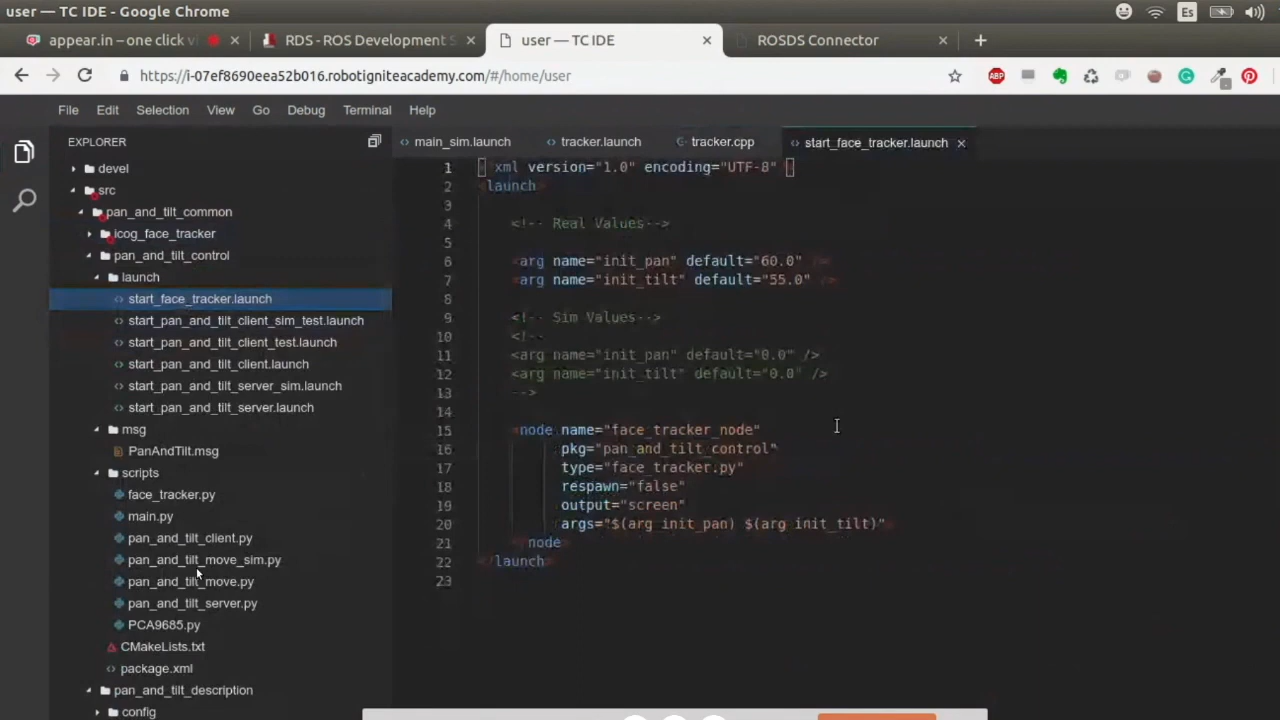 user — TC IDE - Google Chrome
Es
appear.in – one click v
RDS - ROS Development S
user — TC IDE
ROSDS Connector
https://i-07ef8690eea52b016.robotigniteacademy.com/#/home/user
ABP
File Edit Selection View Go Debug Terminal Help
EXPLORER
main_sim.launch
tracker.launch
tracker.cpp
start_face_tracker.launch
devel
src
pan_and_tilt_common
icog_face_tracker
pan_and_tilt_control
launch
start_face_tracker.launch
start_pan_and_tilt_client_sim_test.launch
start_pan_and_tilt_client_test.launch
start_pan_and_tilt_client.launch
start_pan_and_tilt_server_sim.launch
start_pan_and_tilt_server.launch
msg
PanAndTilt.msg
scripts
face_tracker.py
main.py
pan_and_tilt_client.py
pan_and_tilt_move_sim.py
pan_and_tilt_move.py
pan_and_tilt_server.py
PCA9685.py
CMakeLists.txt
package.xml
pan_and_tilt_description
config
1 <?xml version="1.0" encoding="UTF-8"?>
2 <launch>
3
4 <!-- Real Values-->
5
6 <arg name="init_pan" default="60.0" />
7 <arg name="init_tilt" default="55.0" />
8
9 <!-- Sim Values-->
10 <!--
11 <arg name="init_pan" default="0.0" />
12 <arg name="init_tilt" default="0.0" />
13 -->
14
15 <node name="face_tracker_node"
16 pkg="pan_and_tilt_control"
17 type="face_tracker.py"
18 respawn="false"
19 output="screen"
20 args="$(arg init_pan) $(arg init_tilt)">
21 </node>
22 </launch>
23